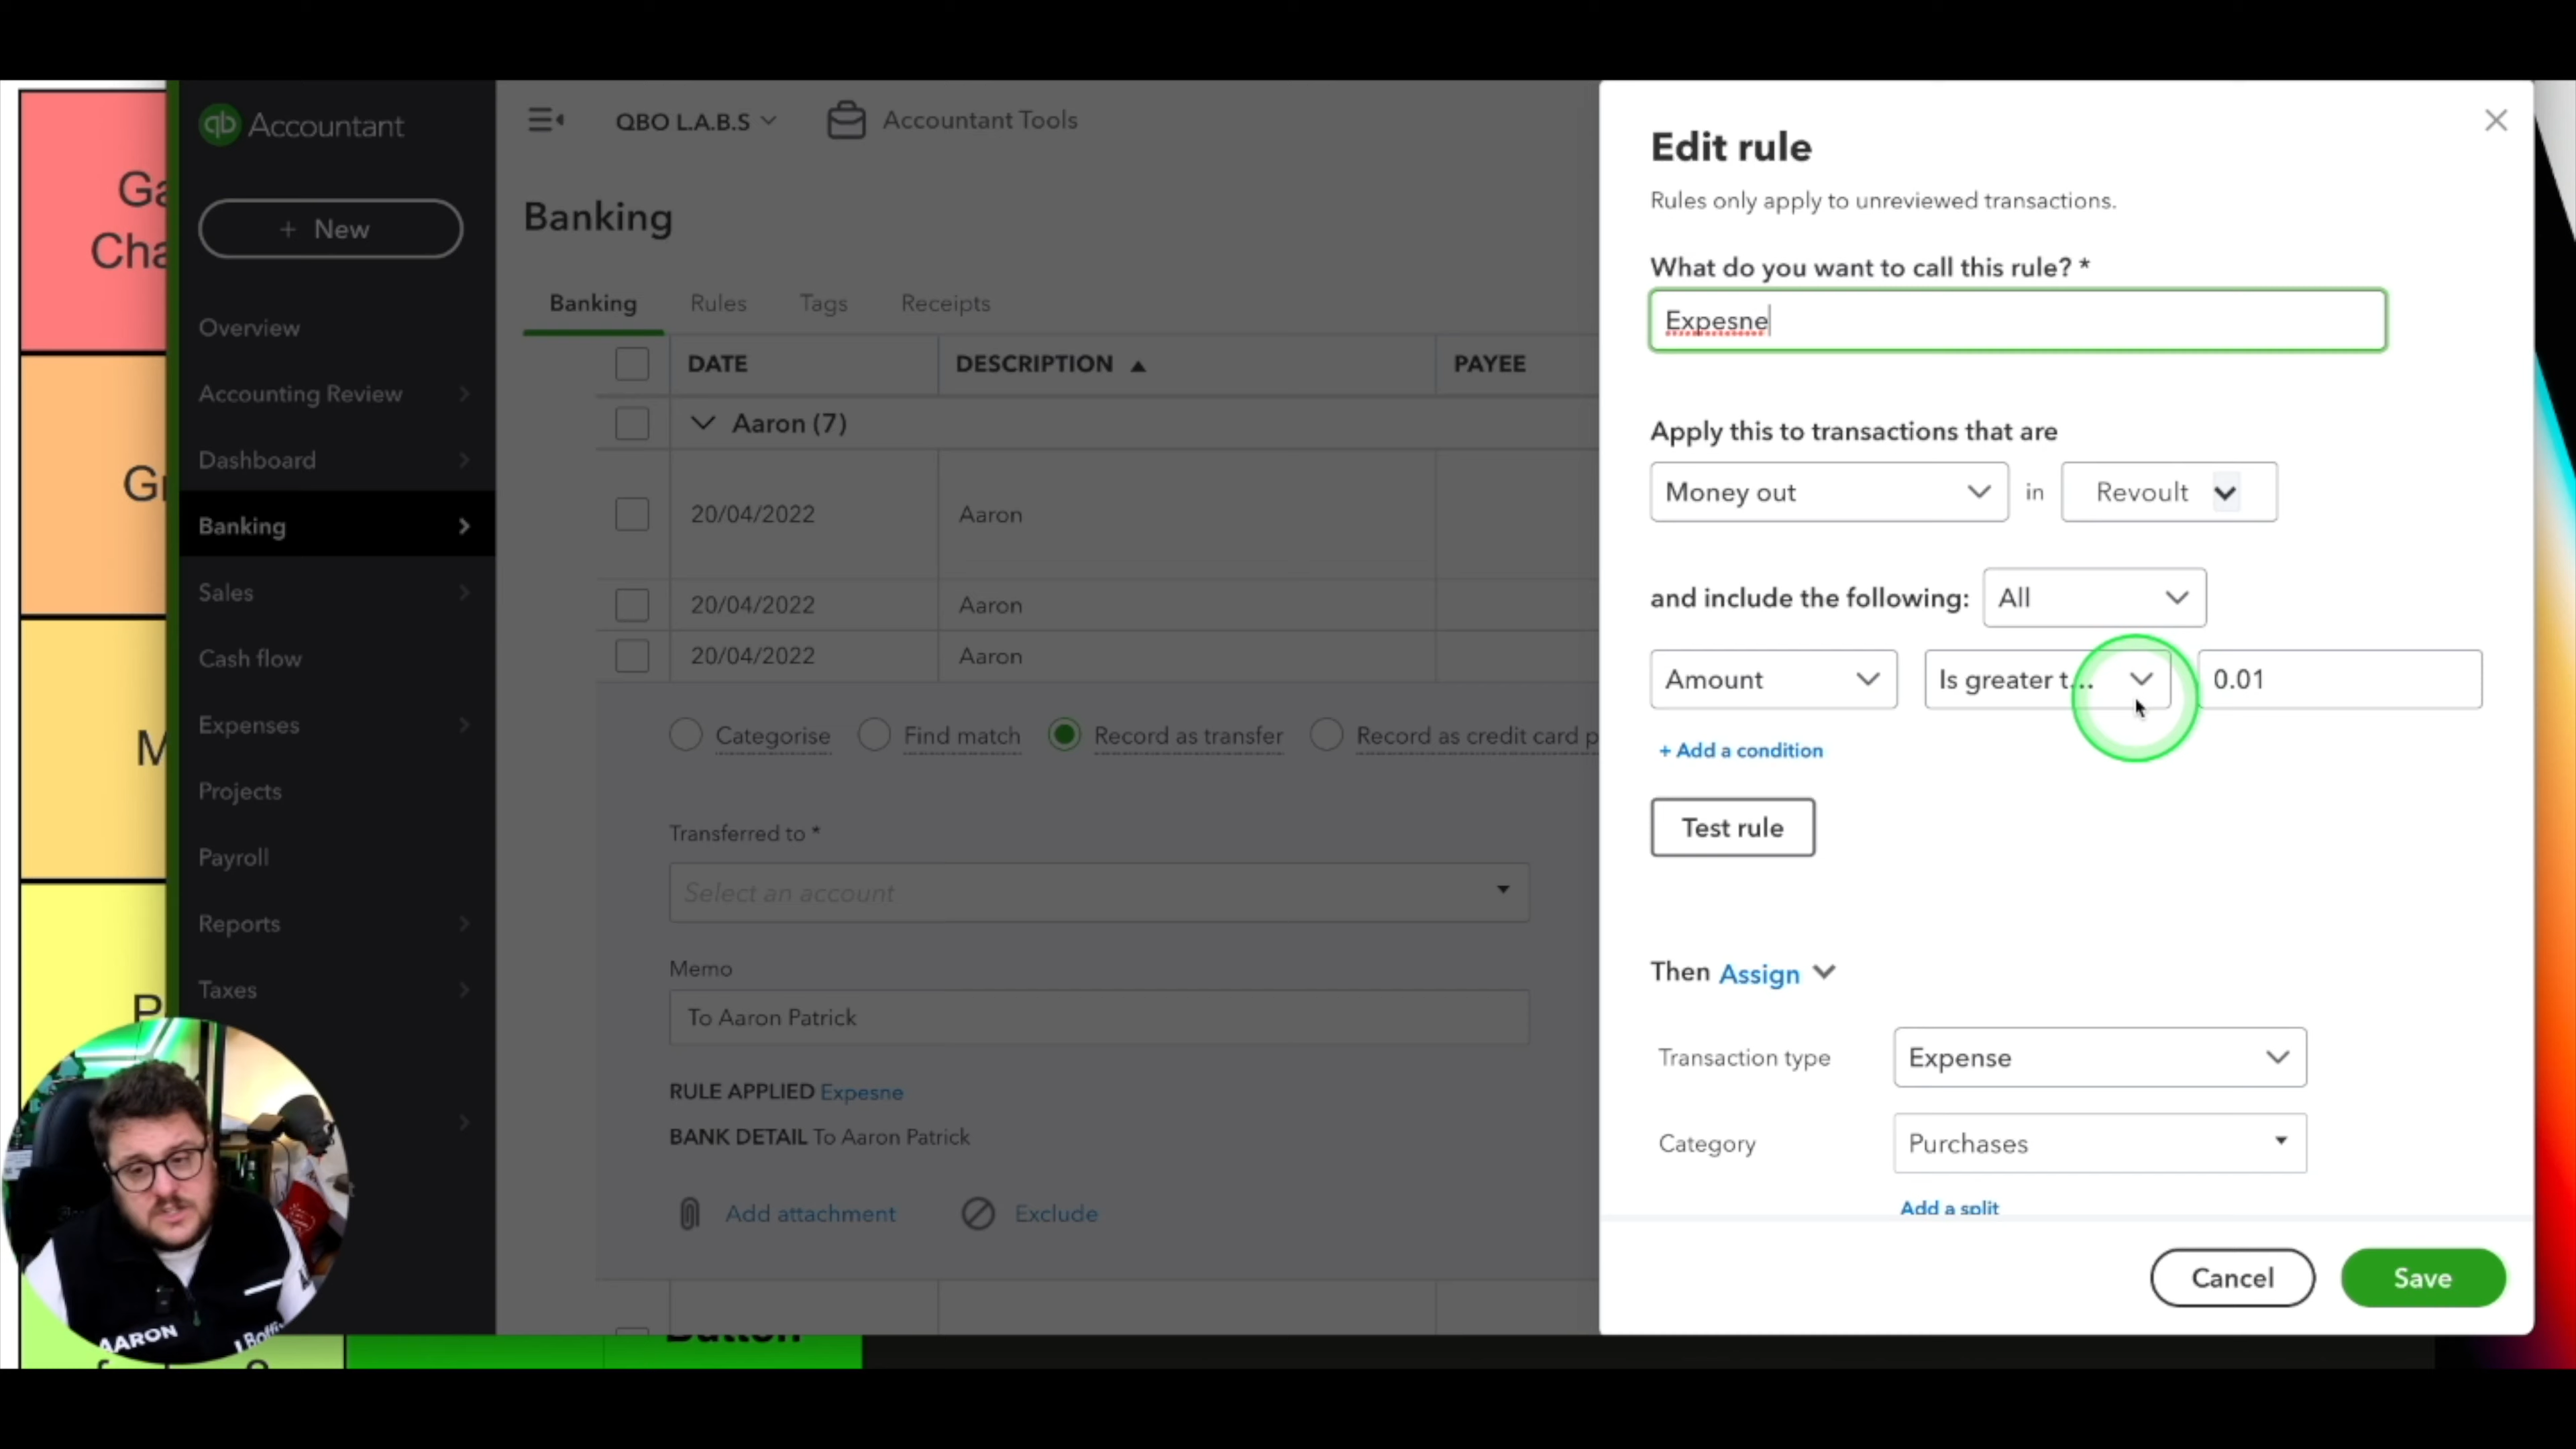 Ga
Cha
Gr
M
P
qb Accountant
+ New
Overview
Accounting Review
Dashboard
Banking
Sales
Cash flow
Expenses
Projects
Payroll
Reports
Taxes
QBO L.A.B.S
Accountant Tools
Banking
Banking Rules Tags Receipts
DATE DESCRIPTION PAYEE
Aaron (7)
20/04/2022 Aaron
20/04/2022 Aaron
20/04/2022 Aaron
Categorise Find match Record as transfer Record as credit card p
Transferred to *
Select an account
Memo
To Aaron Patrick
RULE APPLIED Expesne
BANK DETAIL To Aaron Patrick
Add attachment Exclude
Button
AARON
Edit rule
Rules only apply to unreviewed transactions.
What do you want to call this rule? *
Expesne
Apply this to transactions that are
Money out in Revoult
and include the following: All
Amount Is greater t... 0.01
+ Add a condition
Test rule
Then Assign
Transaction type Expense
Category Purchases
Add a split
Cancel Save